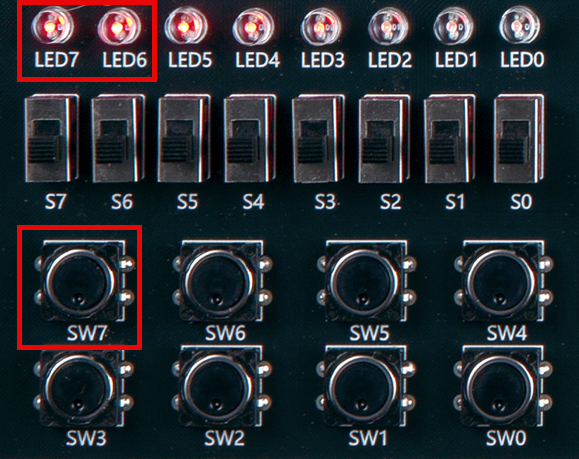 LED7 LED6 LED5 LED4 LED3 LED2 LED1 LED0
S7 S6 S5 S4 S3 S2 S1 S0
SW7 SW6 SW5 SW4
SW3 SW2 SW1 SW0